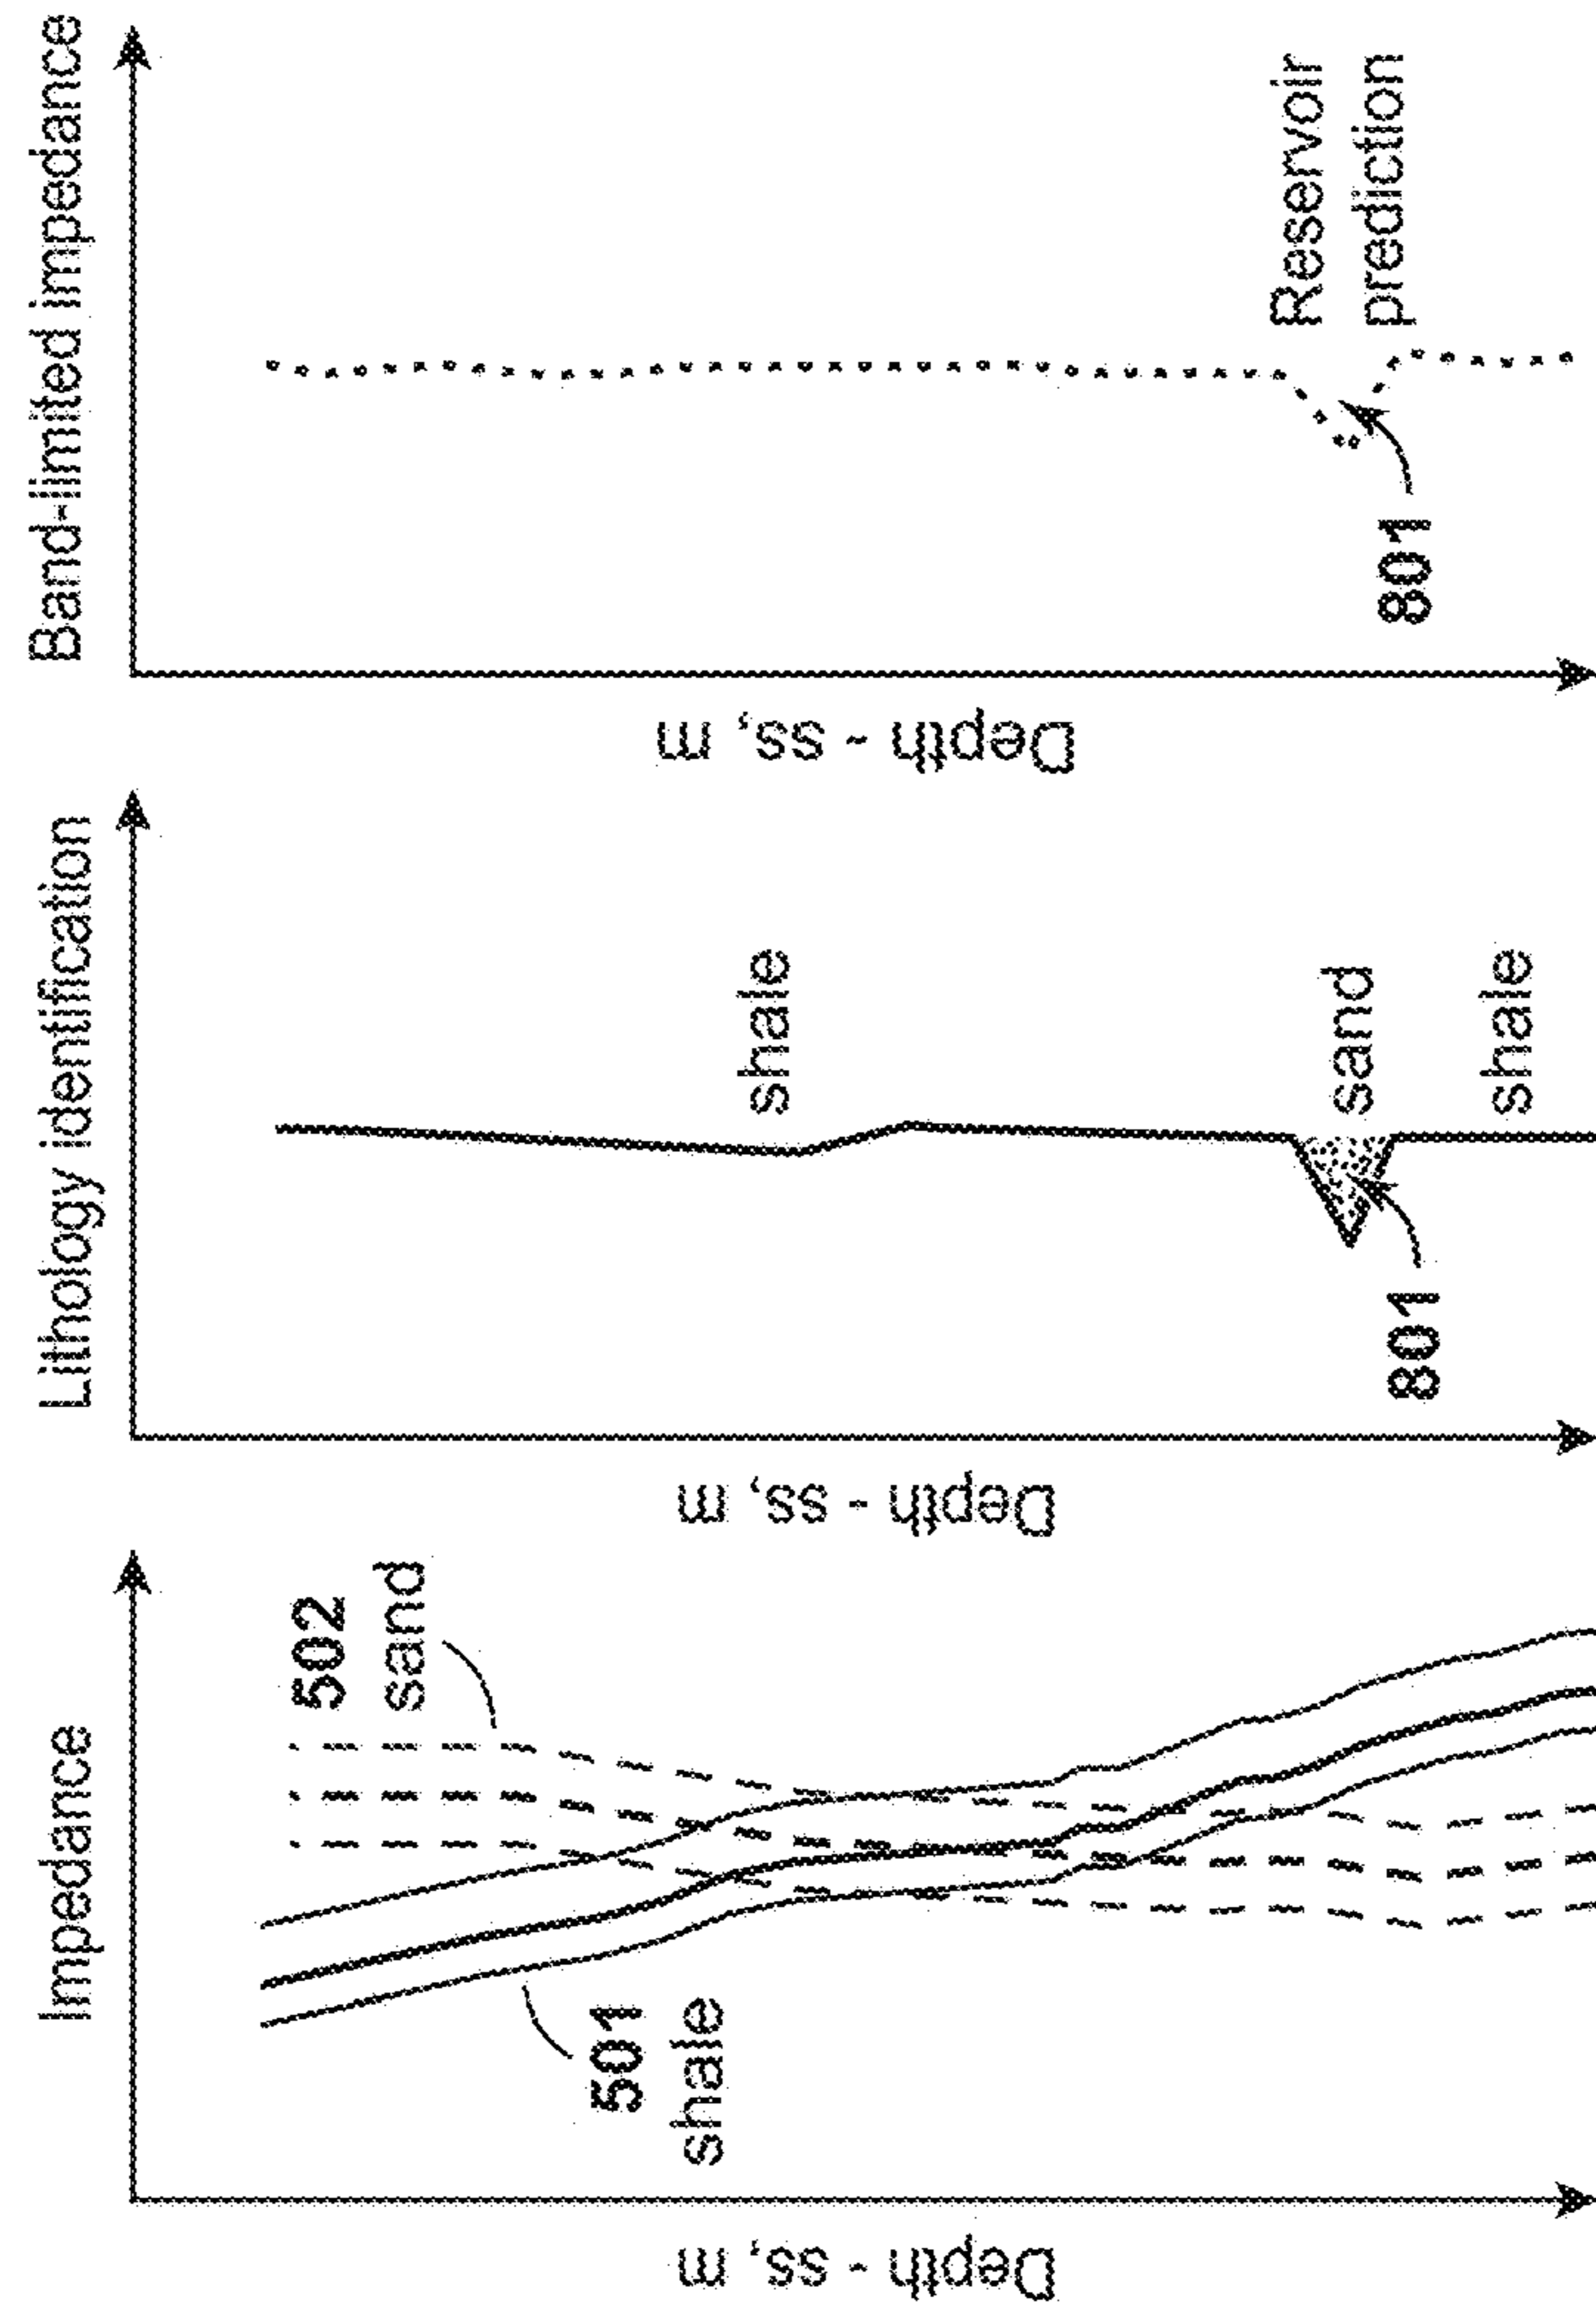 Impedance
502
sand
501
shale
Depth - ss, m
Lithology identification
shale
sand
shale
801
Depth - ss, m
Band-limited impedance
Reservoir
prediction
801
Depth - ss, m